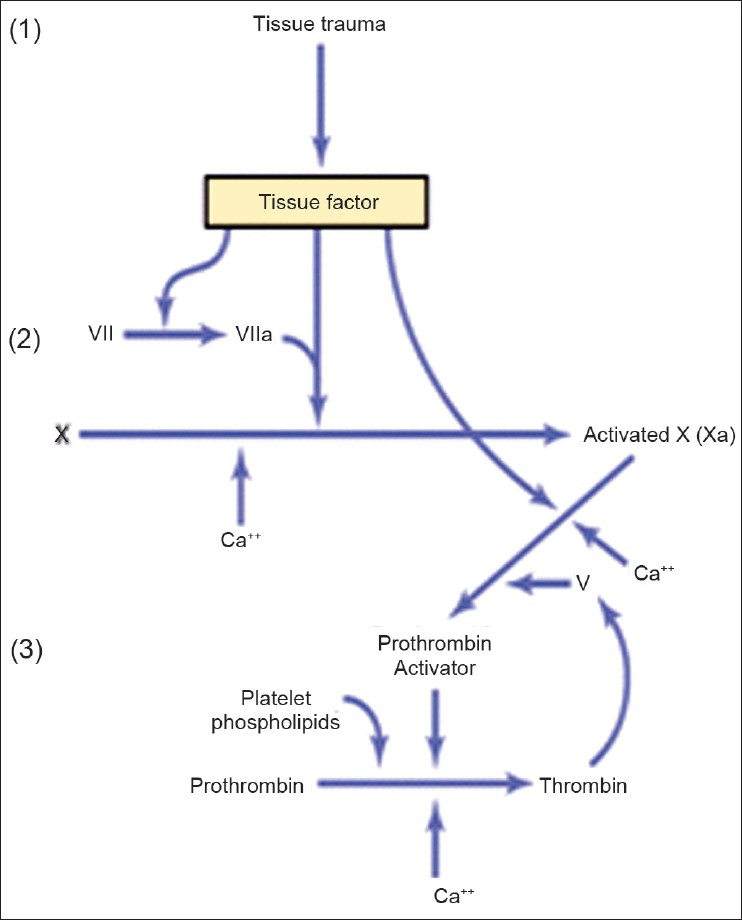 (1)
Tissue trauma
Tissue factor
(2)
VII
VIIa
X
Activated X (Xa)
Ca⁺⁺
Ca⁺⁺
V
(3)
Prothrombin
Activator
Platelet
phospholipids
Prothrombin
Thrombin
Ca⁺⁺